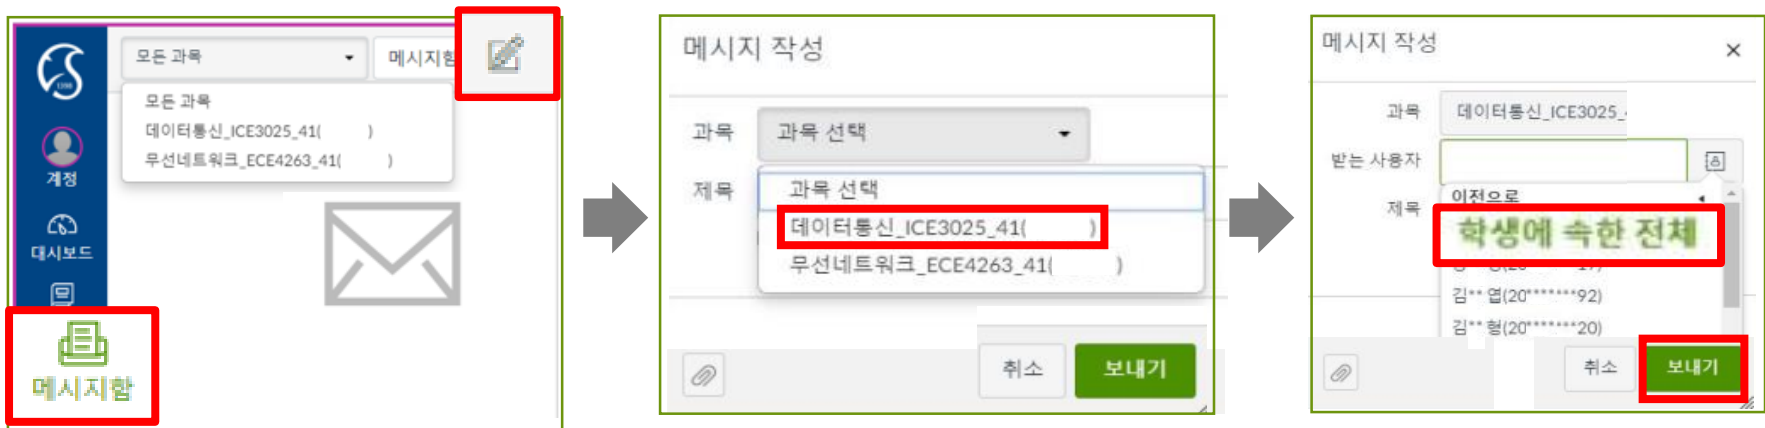 1398
모든 과목
메시지함
모든 과목
데이터통신_ICE3025_41( )
무선네트워크_ECE4263_41( )
계정
대시보드
메시지함
메시지 작성
과목
과목 선택
제목
과목 선택
데이터통신_ICE3025_41( )
무선네트워크_ECE4263_41( )
취소
보내기
메시지 작성
×
과목
데이터통신_ICE3025_
받는 사용자
제목
이전으로
학생에 속한 전체
김** 엽(20*******92)
김** 형(20*******20)
취소
보내기